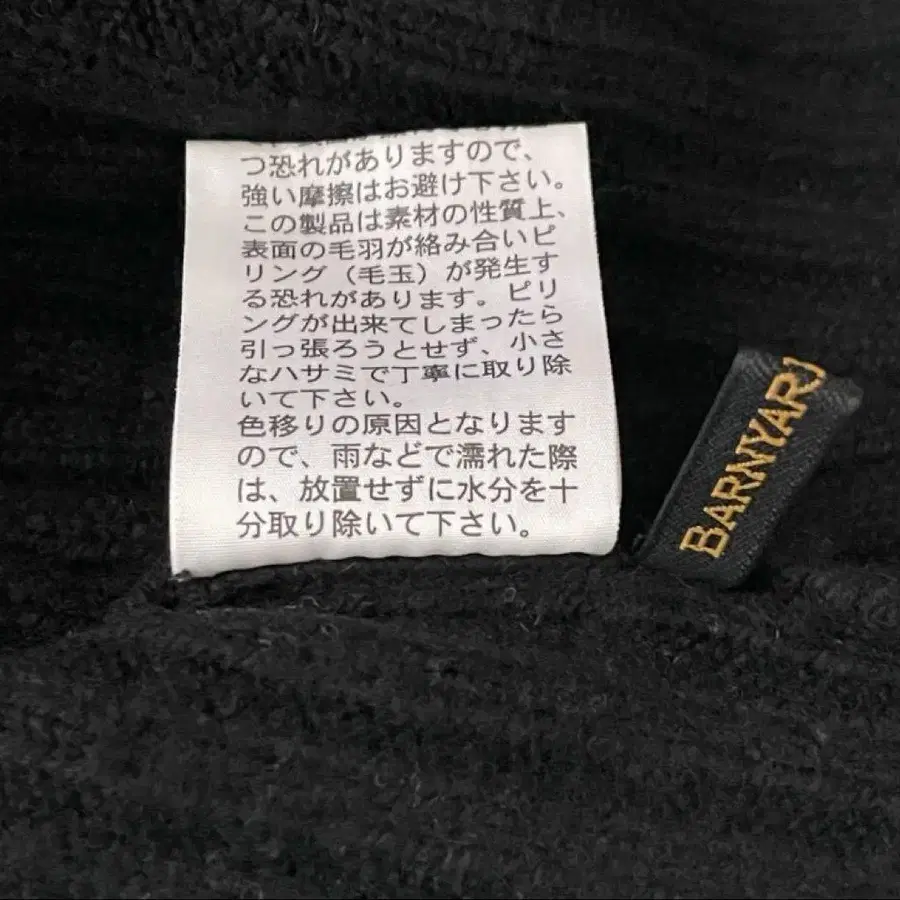 つ恐れがありますので、
強い摩擦はお避け下さい。
この製品は素材の性質上、
表面の毛羽が絡み合いピ
リング（毛玉）が発生す
る恐れがあります。ピリ
ングが出来てしまったら
引っ張ろうとせず、小さ
なハサミで丁寧に取り除
いて下さい。
色移りの原因となります
ので、雨などで濡れた際
は、放置せずに水分を十
分取り除いて下さい。
BARNYAR